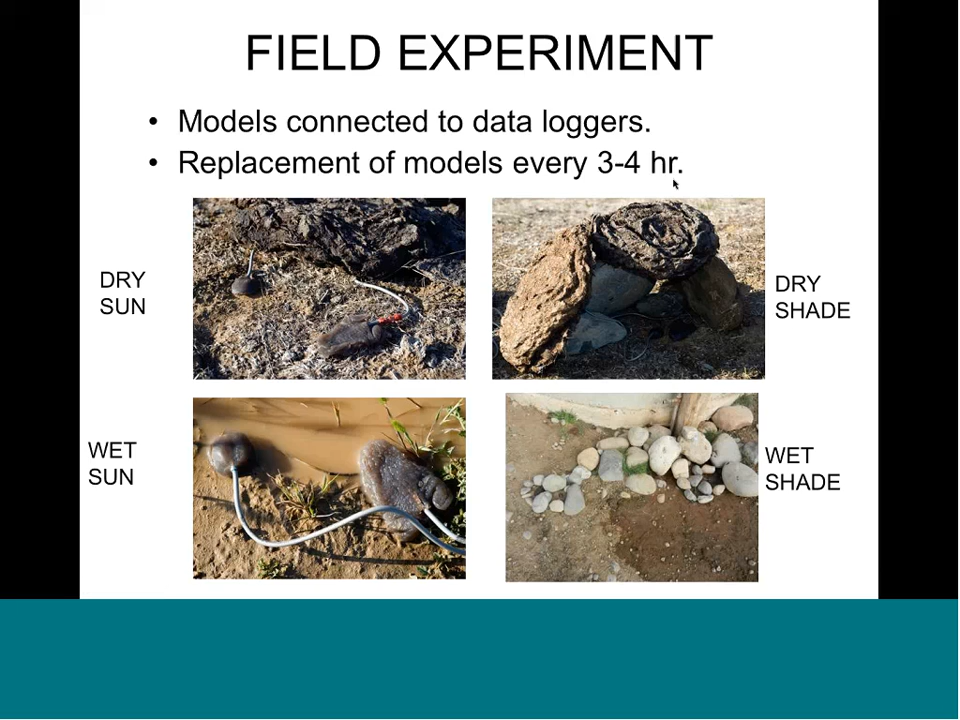 FIELD EXPERIMENT
• Models connected to data loggers.
• Replacement of models every 3-4 hr.
DRY
SUN
DRY
SHADE
WET
SUN
WET
SHADE